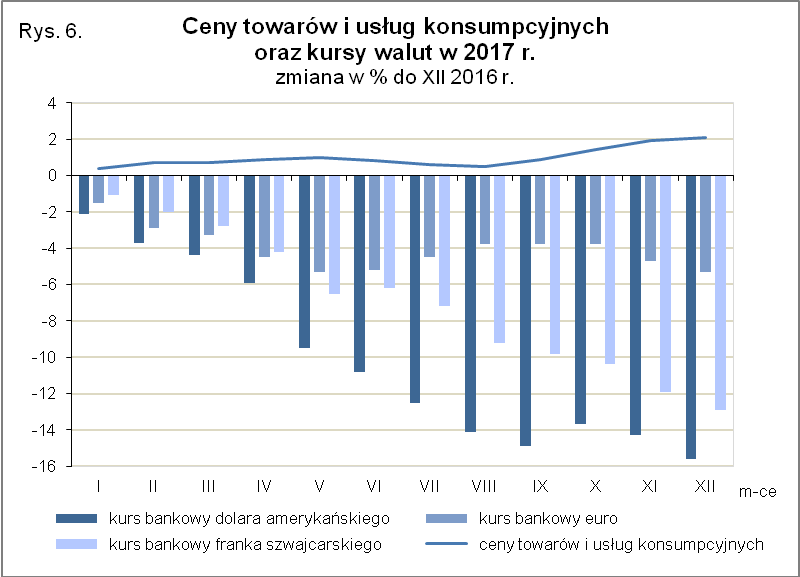 Rys. 6.
Ceny towarów i usług konsumpcyjnych
oraz kursy walut w 2017 r.
zmiana w % do XII 2016 r.
4
2
0
-2
-4
-6
-8
-10
-12
-14
-16
I II III IV V VI VII VIII IX X XI XII
m-ce
kurs bankowy dolara amerykańskiego kurs bankowy euro
kurs bankowy franka szwajcarskiego ceny towarów i usług konsumpcyjnych